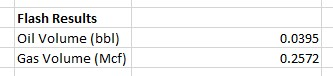 Flash Results
Oil Volume (bbl) 0.0395
Gas Volume (Mcf) 0.2572